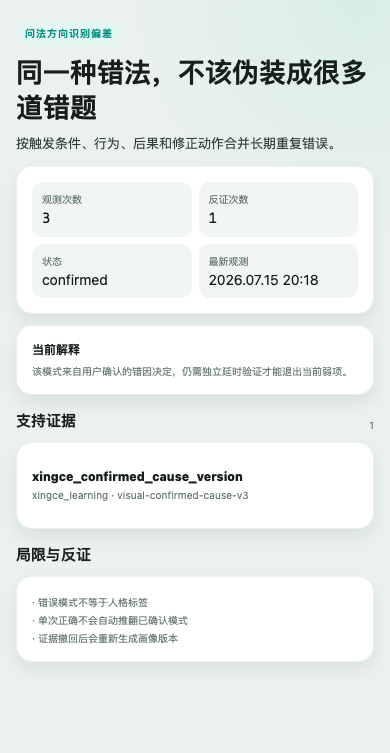 问法方向识别偏差
同一种错法，不该伪装成很多
道错题
按触发条件、行为、后果和修正动作合并长期重复错误。
观测次数
3
反证次数
1
状态
confirmed
最新观测
2026.07.15 20:18
当前解释
该模式来自用户确认的错因决定，仍需独立延时验证才能退出当前弱项。
支持证据
1
xingce_confirmed_cause_version
xingce_learning · visual-confirmed-cause-v3
局限与反证
· 错误模式不等于人格标签
· 单次正确不会自动推翻已确认模式
· 证据撤回后会重新生成画像版本